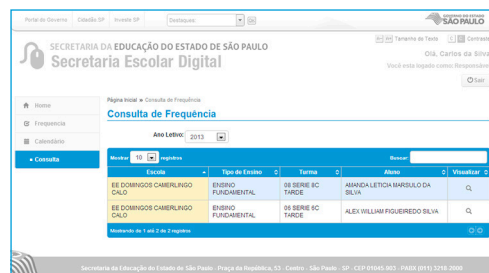 Portal do Governo Cidadão SP Investe SP Destaques OK GOVERNO DO ESTADO SÃO PAULO
Tamanho de Texto Contraste
SECRETARIA DA EDUCAÇÃO DO ESTADO DE SÃO PAULO
Secretaria Escolar Digital
Olá, Carlos da Silva
Você está logado como: Responsável
Sair
Home
Frequencia
Calendário
Consulta
Página Inicial » Consulta de Frequência
Consulta de Frequência
Ano Letivo: 2013
Mostrar 10 registros Buscar:
Escola Tipo de Ensino Turma Aluno Visualizar
EE DOMINGOS CAMERLINGO CALO ENSINO FUNDAMENTAL 08 SERIE 8C TARDE AMANDA LETICIA MARSULO DA SILVA
EE DOMINGOS CAMERLINGO CALO ENSINO FUNDAMENTAL 06 SERIE 6C TARDE ALEX WILLIAM FIGUEIREDO SILVA
Mostrando de 1 até 2 de 2 registros
Secretaria da Educação do Estado de São Paulo - Praça da República, 53 - Centro - São Paulo - SP - CEP 01045-903 - PABX (011) 3218-2000